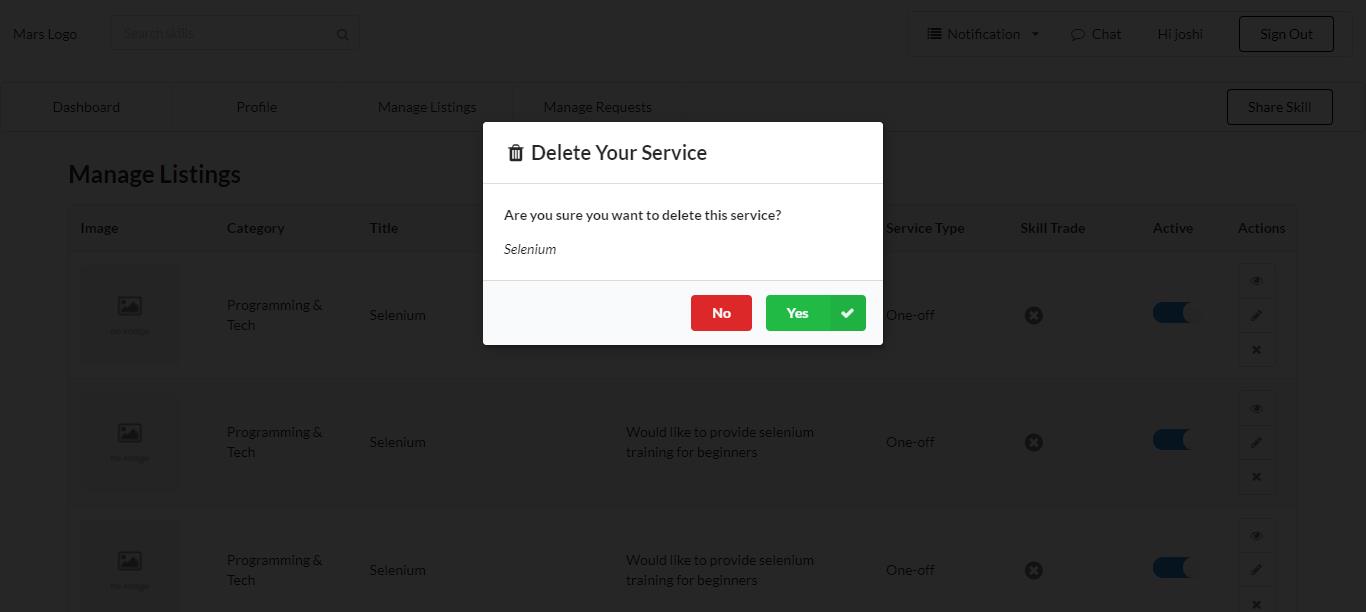 Mars Logo
Search skills
Notification
Chat
Hi joshi
Sign Out
Dashboard
Profile
Manage Listings
Manage Requests
Share Skill
Delete Your Service
Are you sure you want to delete this service?
Selenium
No
Yes
Manage Listings
Image
Category
Title
Service Type
Skill Trade
Active
Actions
no image
Programming &
Tech
Selenium
One-off
no image
Programming &
Tech
Selenium
Would like to provide selenium
training for beginners
One-off
no image
Programming &
Tech
Selenium
Would like to provide selenium
training for beginners
One-off